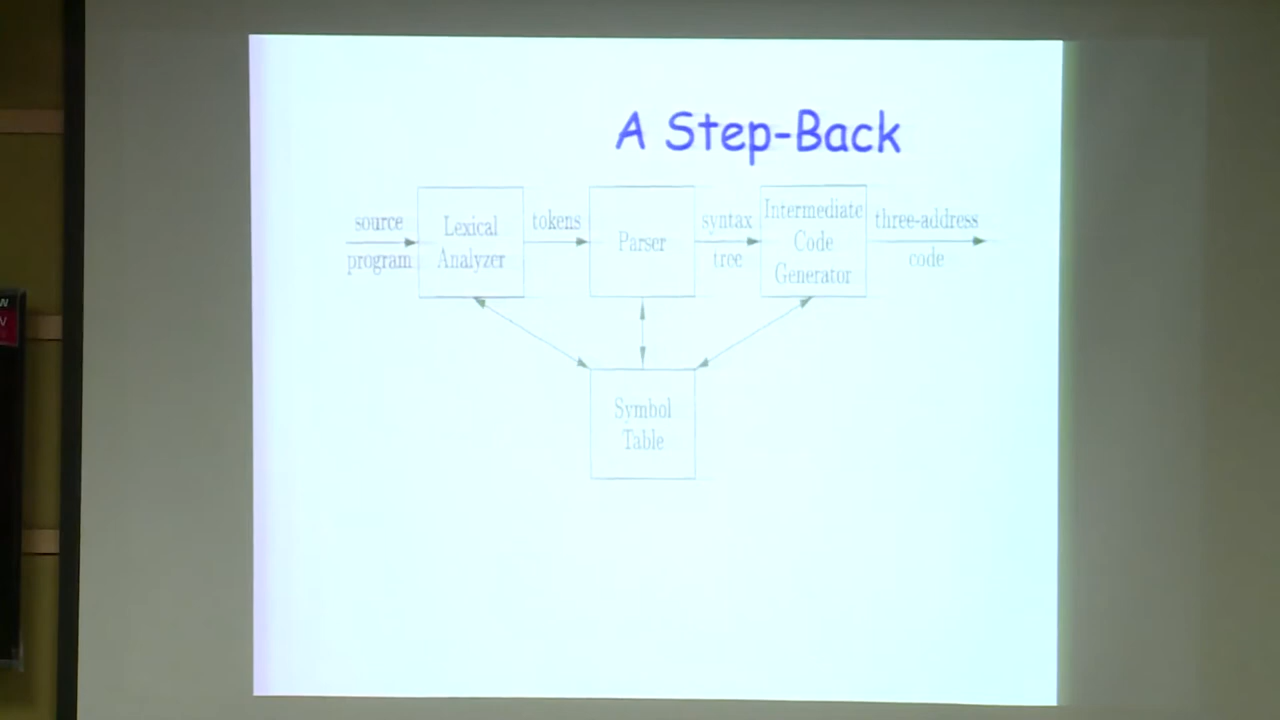 A Step-Back
source
program
Lexical
Analyzer
tokens
Parser
syntax
tree
Intermediate
Code
Generator
three-address
code
Symbol
Table
W